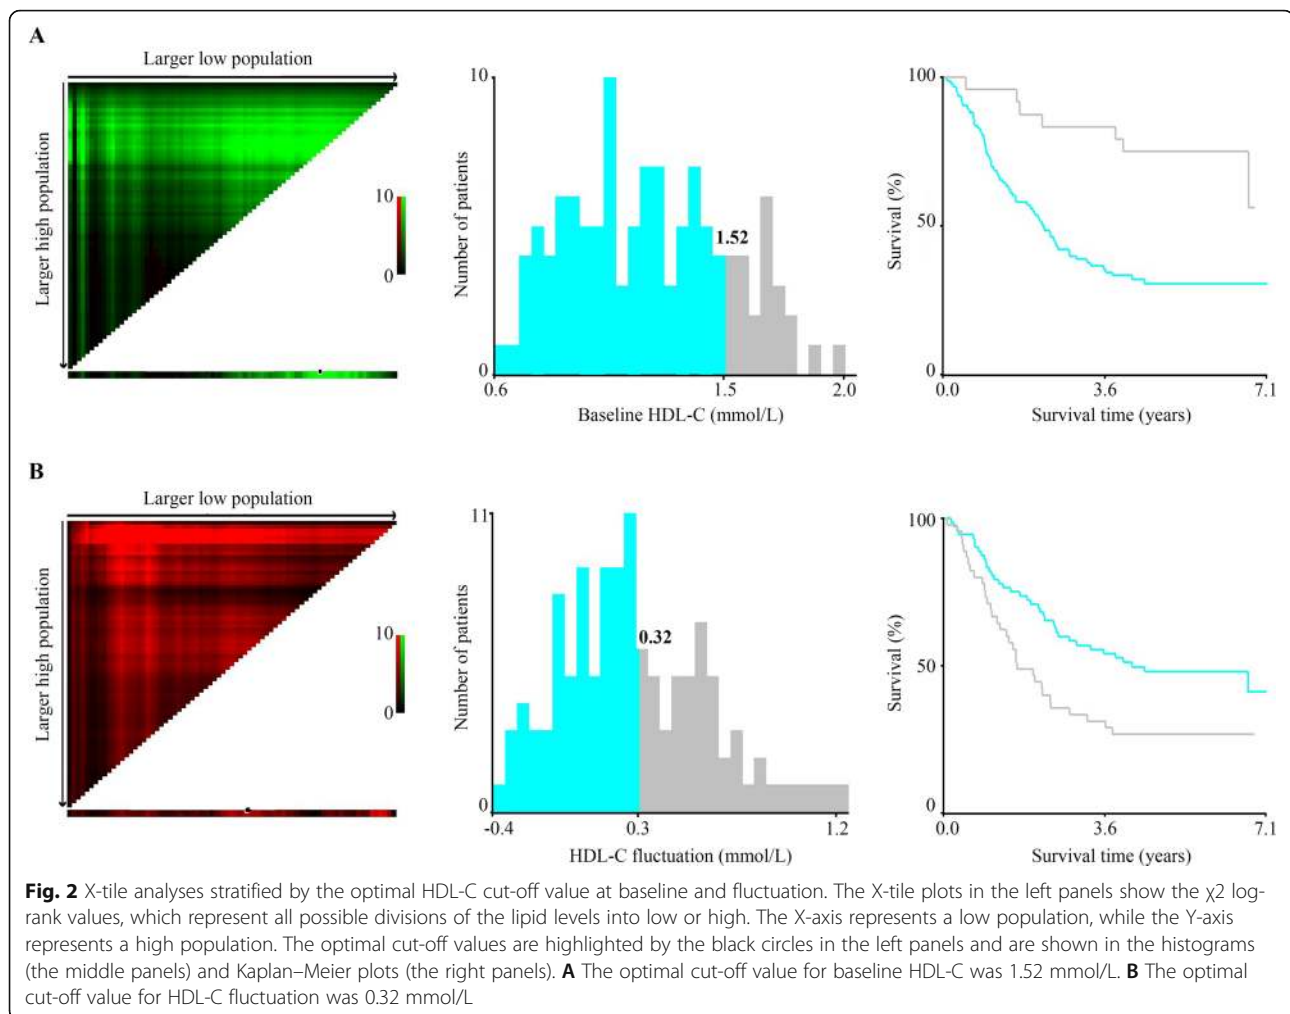 A
Larger low population
Larger high population
10
0
Number of patients
10
0
1.52
0.6
1.5
2.0
Baseline HDL-C (mmol/L)
Survival (%)
100
50
0
0.0
3.6
7.1
Survival time (years)
B
Larger low population
Larger high population
10
0
Number of patients
11
0
0.32
-0.4
0.3
1.2
HDL-C fluctuation (mmol/L)
Survival (%)
100
50
0
0.0
3.6
7.1
Survival time (years)
Fig. 2 X-tile analyses stratified by the optimal HDL-C cut-off value at baseline and fluctuation. The X-tile plots in the left panels show the χ2 log-
rank values, which represent all possible divisions of the lipid levels into low or high. The X-axis represents a low population, while the Y-axis
represents a high population. The optimal cut-off values are highlighted by the black circles in the left panels and are shown in the histograms
(the middle panels) and Kaplan–Meier plots (the right panels). A The optimal cut-off value for baseline HDL-C was 1.52 mmol/L. B The optimal
cut-off value for HDL-C fluctuation was 0.32 mmol/L